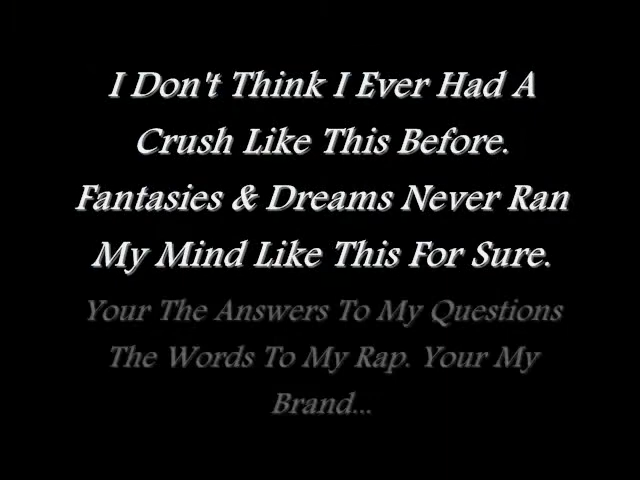 I Don't Think I Ever Had A
Crush Like This Before.
Fantasies & Dreams Never Ran
My Mind Like This For Sure.
Your The Answers To My Questions
The Words To My Rap. Your My
Brand...